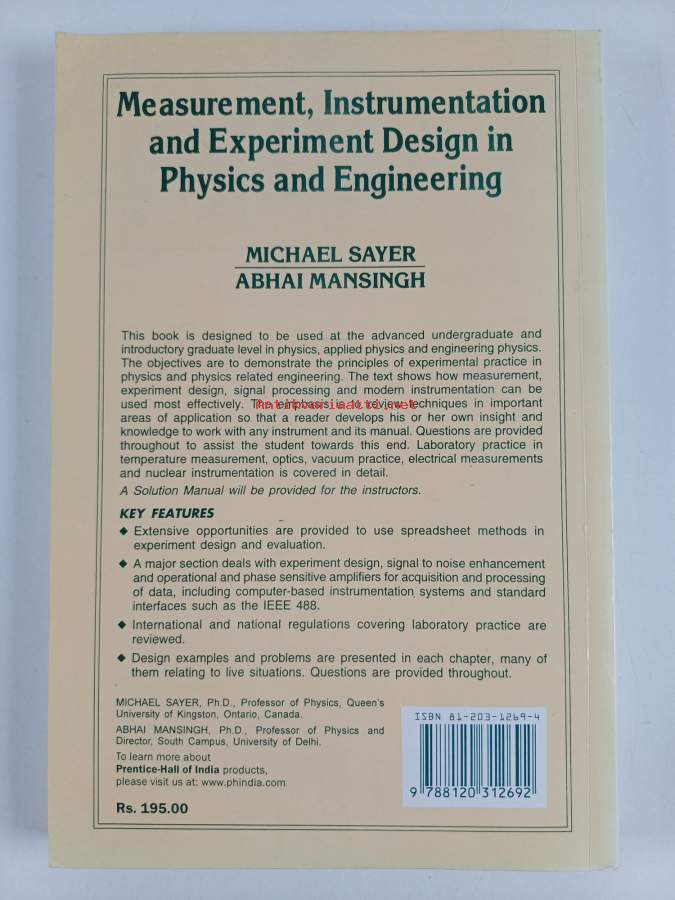 Measurement, Instrumentation
and Experiment Design in
Physics and Engineering
MICHAEL SAYER
ABHAI MANSINGH
This book is designed to be used at the advanced undergraduate and
introductory graduate level in physics, applied physics and engineering physics.
The objectives are to demonstrate the principles of experimental practice in
physics and physics related engineering. The text shows how measurement,
experiment design, signal processing and modern instrumentation can be
used most effectively. The emphasis is to review techniques in important
areas of application so that a reader develops his or her own insight and
knowledge to work with any instrument and its manual. Questions are provided
throughout to assist the student towards this end. Laboratory practice in
temperature measurement, optics, vacuum practice, electrical measurements
and nuclear instrumentation is covered in detail.
A Solution Manual will be provided for the instructors.
KEY FEATURES
◆ Extensive opportunities are provided to use spreadsheet methods in
experiment design and evaluation.
◆ A major section deals with experiment design, signal to noise enhancement
and operational and phase sensitive amplifiers for acquisition and processing
of data, including computer-based instrumentation systems and standard
interfaces such as the IEEE 488.
◆ International and national regulations covering laboratory practice are
reviewed.
◆ Design examples and problems are presented in each chapter, many of
them relating to live situations. Questions are provided throughout.
MICHAEL SAYER, Ph.D., Professor of Physics, Queen's
University of Kingston, Ontario, Canada.
ABHAI MANSINGH, Ph.D., Professor of Physics and
Director, South Campus, University of Delhi.
To learn more about
Prentice-Hall of India products,
please visit us at: www.phindia.com
Rs. 195.00
ISBN 81-203-1269-4
9 788120 312692